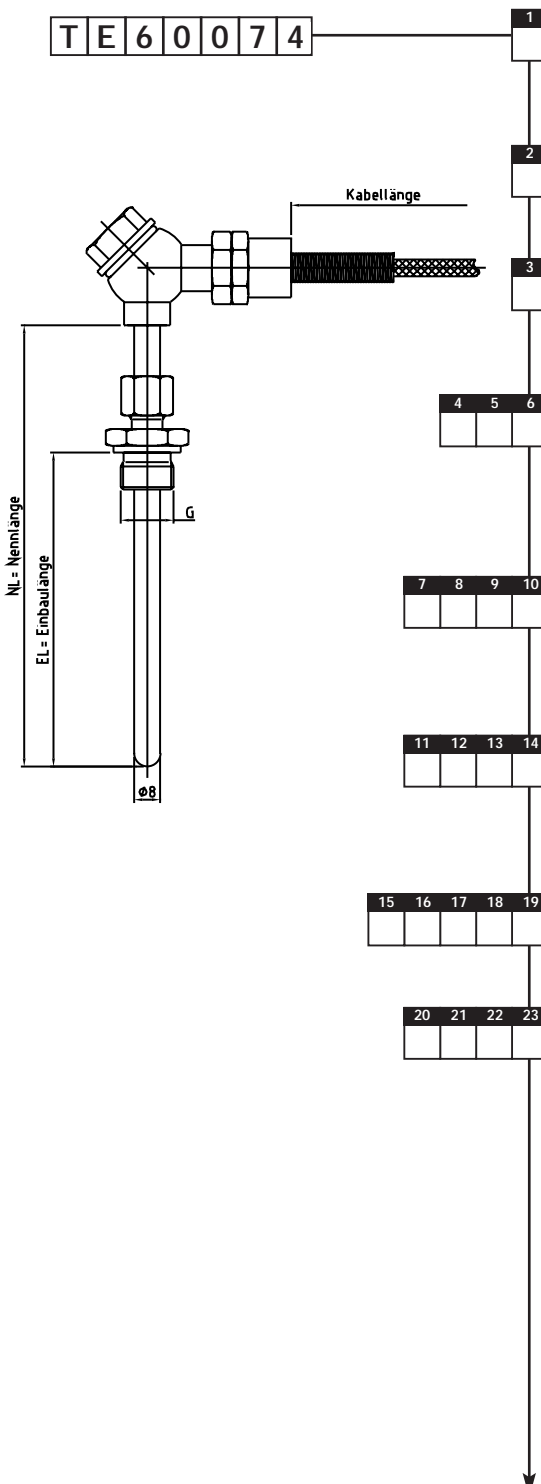 TE60074
1
2
Kabellänge
3
4 5 6
G
NL = Nennlänge
EL = Einbaulänge
7 8 9 10
11 12 13 14
ø8
15 16 17 18 19
20 21 22 23